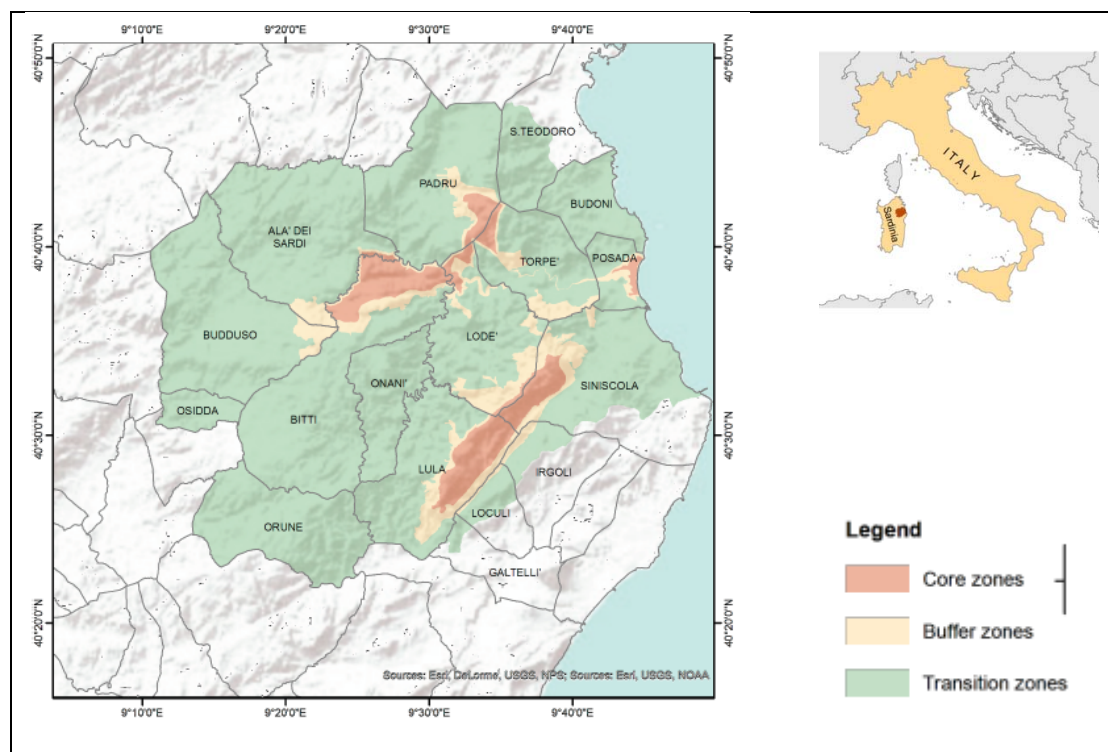 9°10'0"E
9°20'0"E
9°30'0"E
9°40'0"E
40°50'0"N
40°50'0"N
S.TEODORO
PADRU
BUDONI
ALA' DEI
SARDI
40°40'0"N
40°40'0"N
TORPE'
POSADA
BUDDUSO
LODE'
ONANI'
SINISCOLA
OSIDDA
BITTI
40°30'0"N
40°30'0"N
LULA
IRGOLI
LOCULI
ORUNE
GALTELLI'
40°20'0"N
40°20'0"N
Sources: Esri, DeLorme, USGS, NPS; Sources: Esri, USGS, NOAA
9°10'0"E
9°20'0"E
9°30'0"E
9°40'0"E
ITALY
Sardinia
Legend
Core zones
Buffer zones
Transition zones